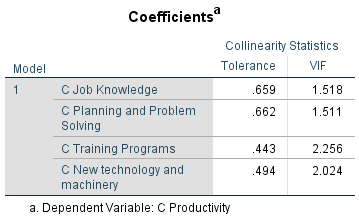 Coefficientsa
Collinearity Statistics
Model Tolerance VIF
1 C Job Knowledge .659 1.518
C Planning and Problem
Solving .662 1.511
C Training Programs .443 2.256
C New technology and
machinery .494 2.024
a. Dependent Variable: C Productivity